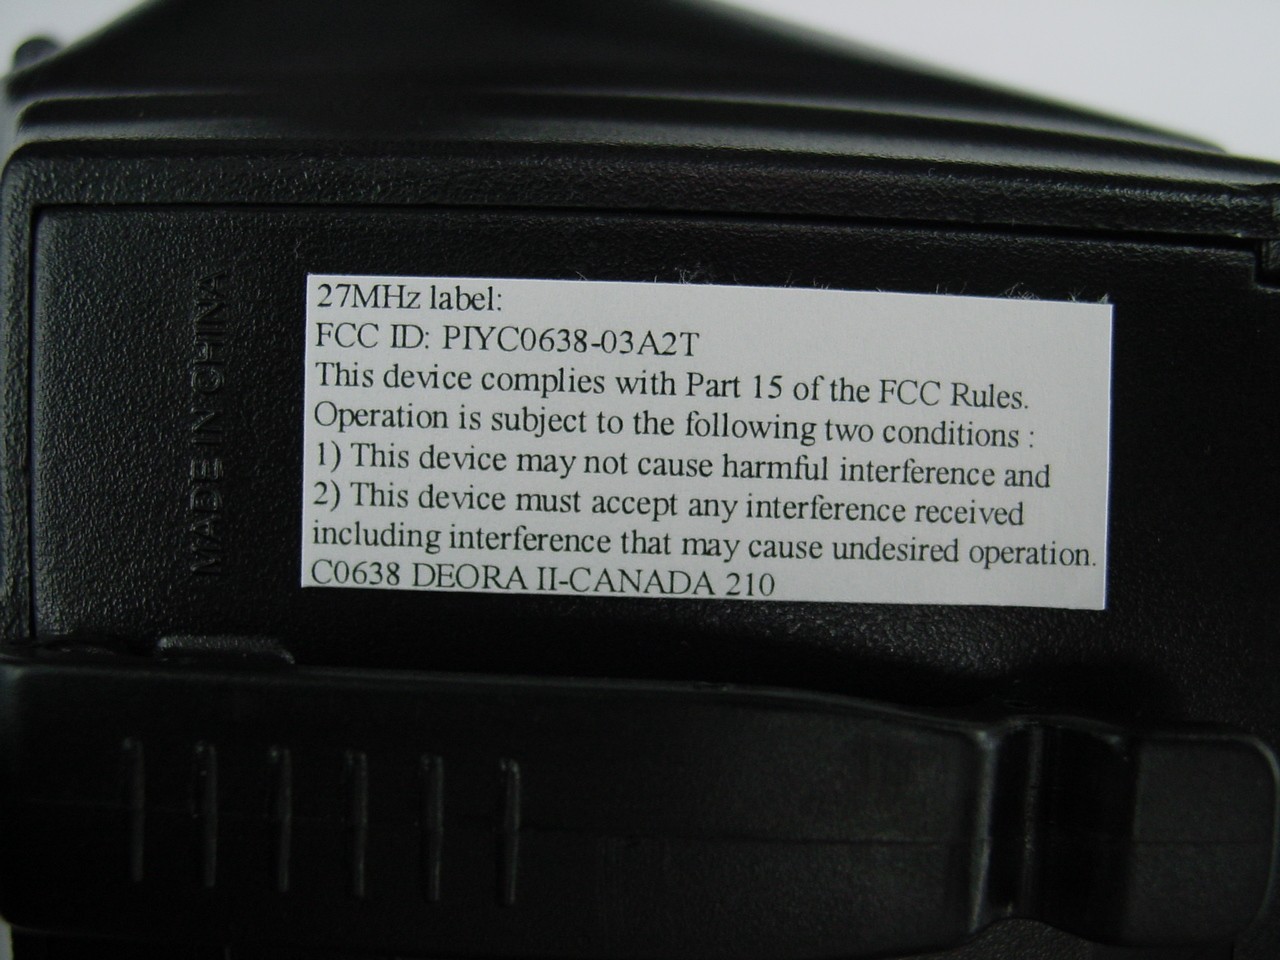 27MHz label:
FCC ID: PIYC0638-03A2T
This device complies with Part 15 of the FCC Rules.
Operation is subject to the following two conditions :
1) This device may not cause harmful interference and
2) This device must accept any interference received
including interference that may cause undesired operation.
C0638 DEORA II-CANADA 210
MADE IN CHINA